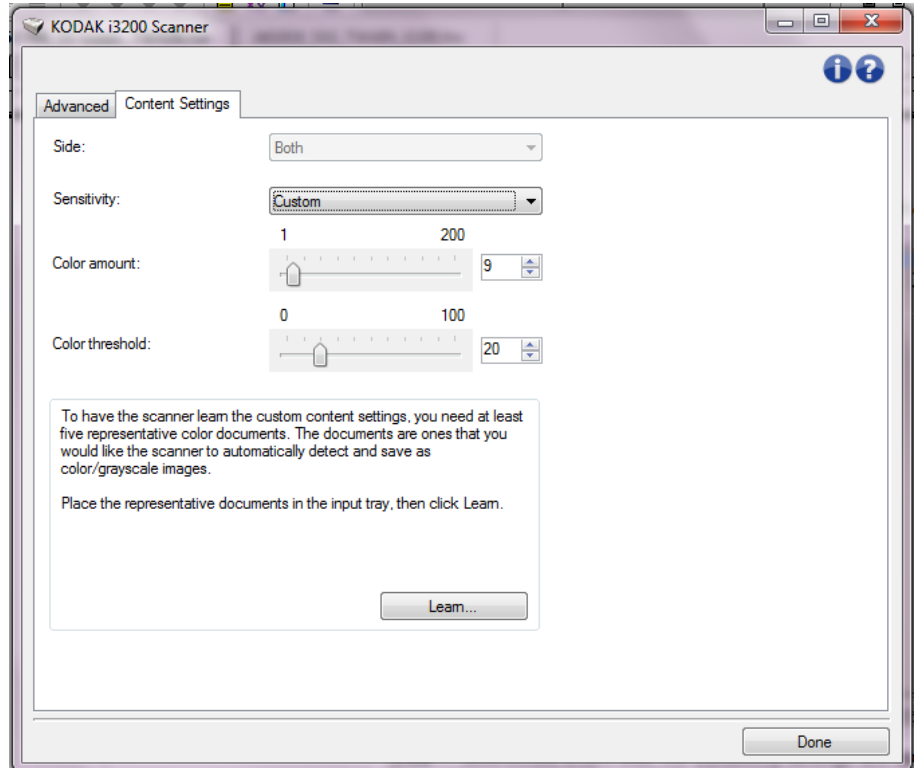 KODAK i3200 Scanner
Advanced
Content Settings
Side:
Both
Sensitivity:
Custom
1 200
Color amount:
9
0 100
Color threshold:
20
To have the scanner learn the custom content settings, you need at least
five representative color documents. The documents are ones that you
would like the scanner to automatically detect and save as
color/grayscale images.
Place the representative documents in the input tray, then click Learn.
Learn...
Done